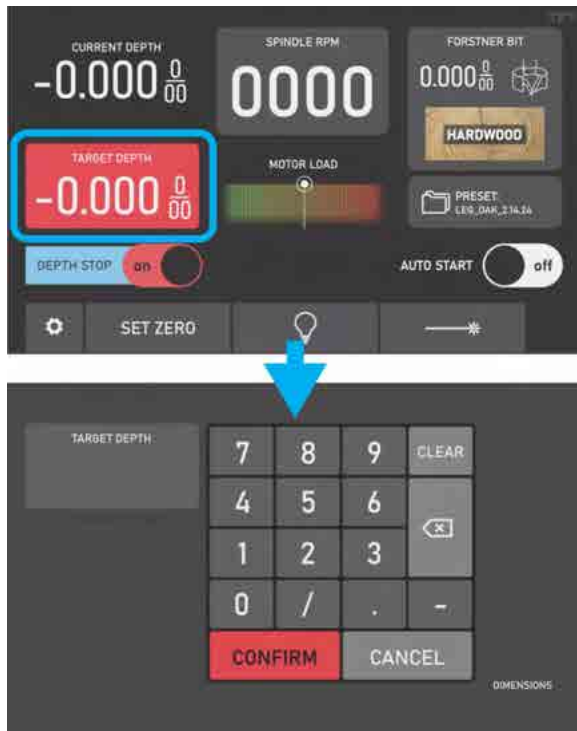 CURRENT DEPTH
-0.000 0/00
SPINDLE RPM
0000
FORSTNER BIT
0.000 0/00
HARDWOOD
TARGET DEPTH
-0.000 0/00
MOTOR LOAD
PRESET:
LEG_OAK_2.14.24
DEPTH STOP on
AUTO START off
SET ZERO
TARGET DEPTH
7 8 9 CLEAR
4 5 6
1 2 3
0 / . -
CONFIRM CANCEL
DIMENSIONS